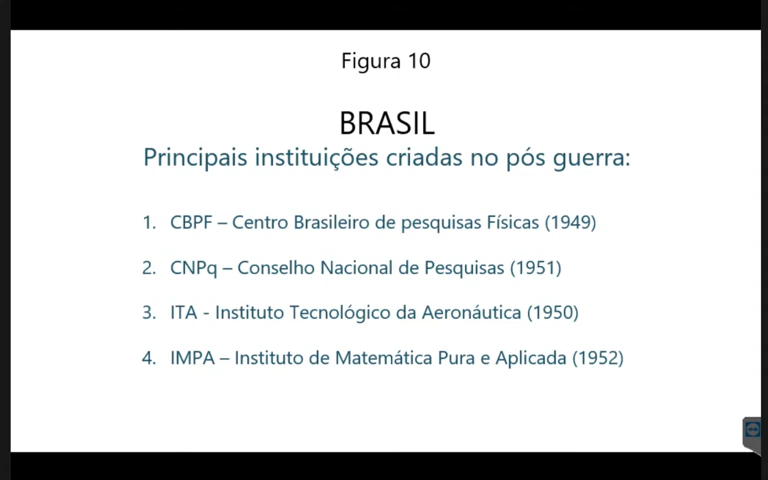 Figura 10
BRASIL
Principais instituições criadas no pós guerra:
1. CBPF – Centro Brasileiro de pesquisas Físicas (1949)
2. CNPq – Conselho Nacional de Pesquisas (1951)
3. ITA - Instituto Tecnológico da Aeronáutica (1950)
4. IMPA – Instituto de Matemática Pura e Aplicada (1952)